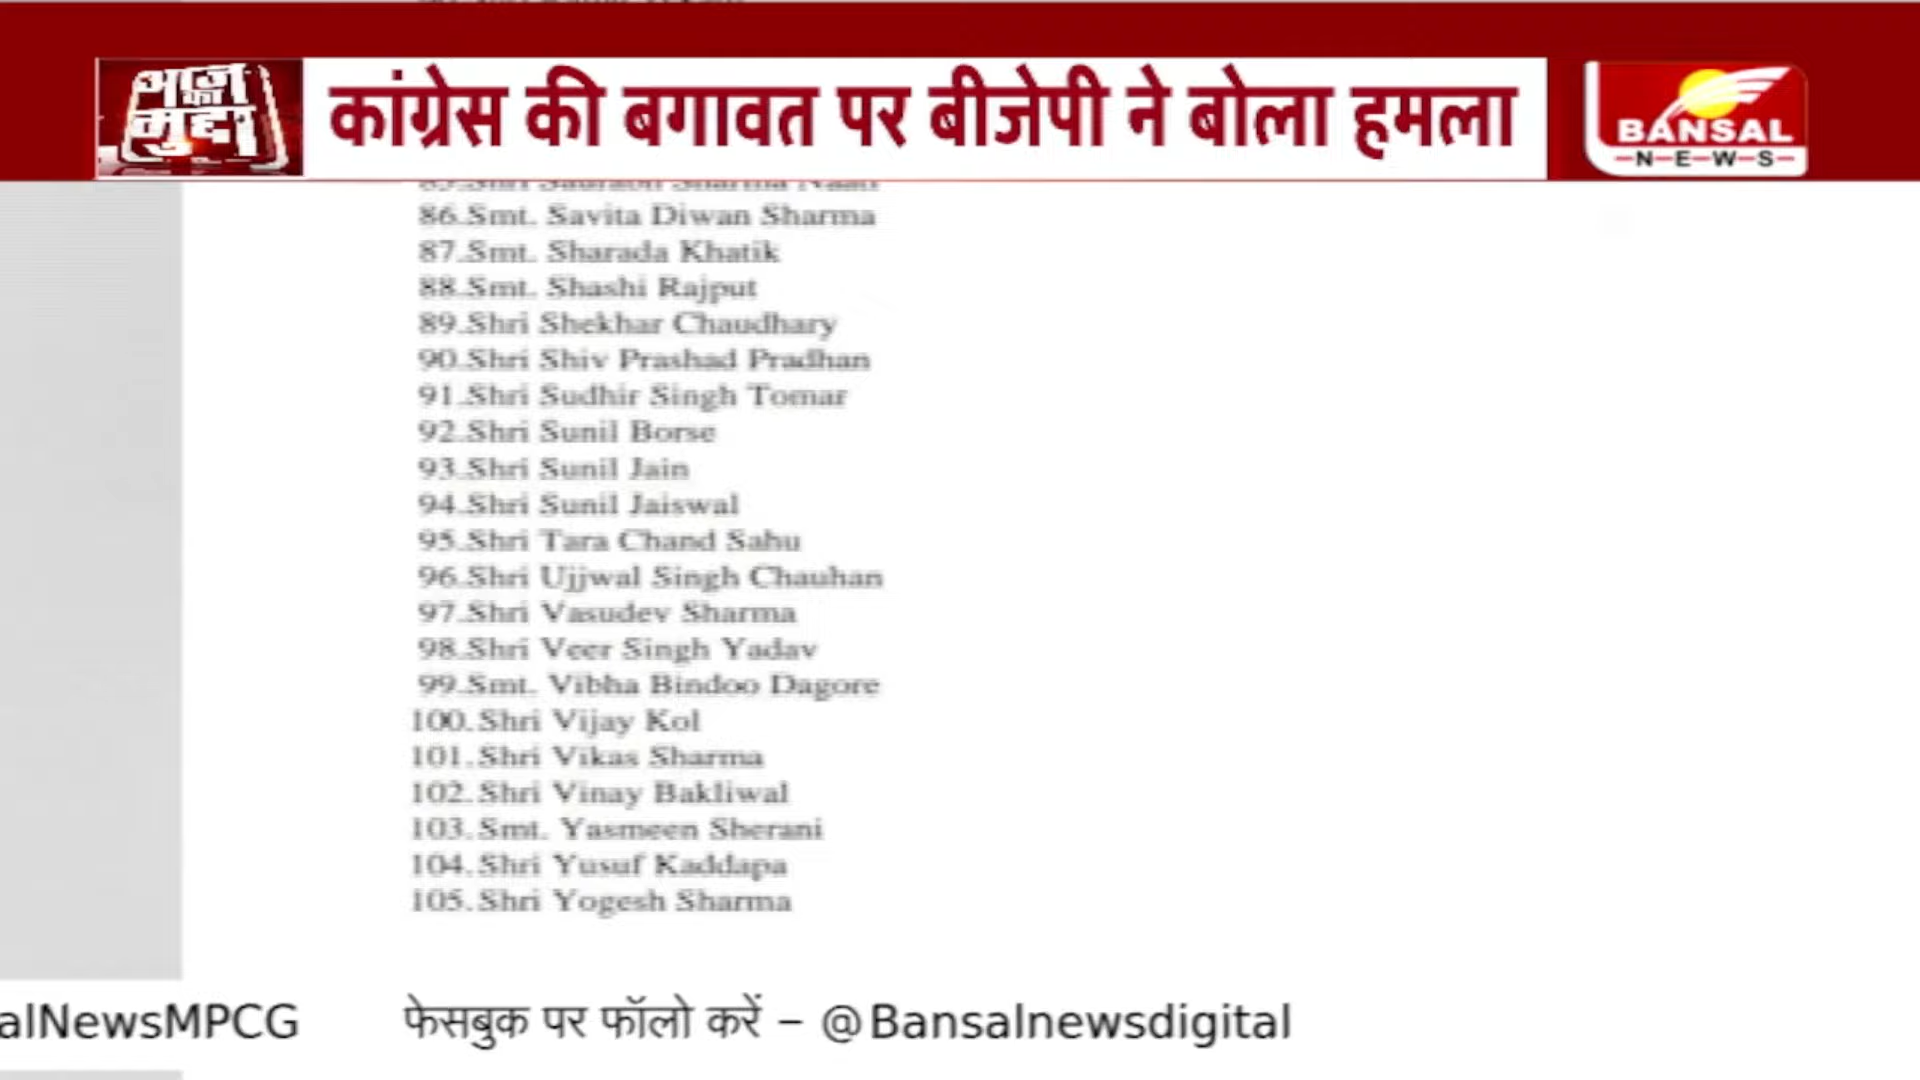 आज का मुद्दा
कांग्रेस की बगावत पर बीजेपी ने बोला हमला
BANSAL
NEWS
86.Smt. Savita Diwan Sharma
87.Smt. Sharada Khatik
88.Smt. Shashi Rajput
89.Shri Shekhar Chaudhary
90.Shri Shiv Prashad Pradhan
91.Shri Sudhir Singh Tomar
92.Shri Sunil Borse
93.Shri Sunil Jain
94.Shri Sunil Jaiswal
95.Shri Tara Chand Sahu
96.Shri Ujjwal Singh Chauhan
97.Shri Vasudev Sharma
98.Shri Veer Singh Yadav
99.Smt. Vibha Bindoo Dagore
100.Shri Vijay Kol
101.Shri Vikas Sharma
102.Shri Vinay Bakliwal
103.Smt. Yasmeen Sherani
104.Shri Yusuf Kaddapa
105.Shri Yogesh Sharma
alNewsMPCG फेसबुक पर फॉलो करें – @Bansalnewsdigital